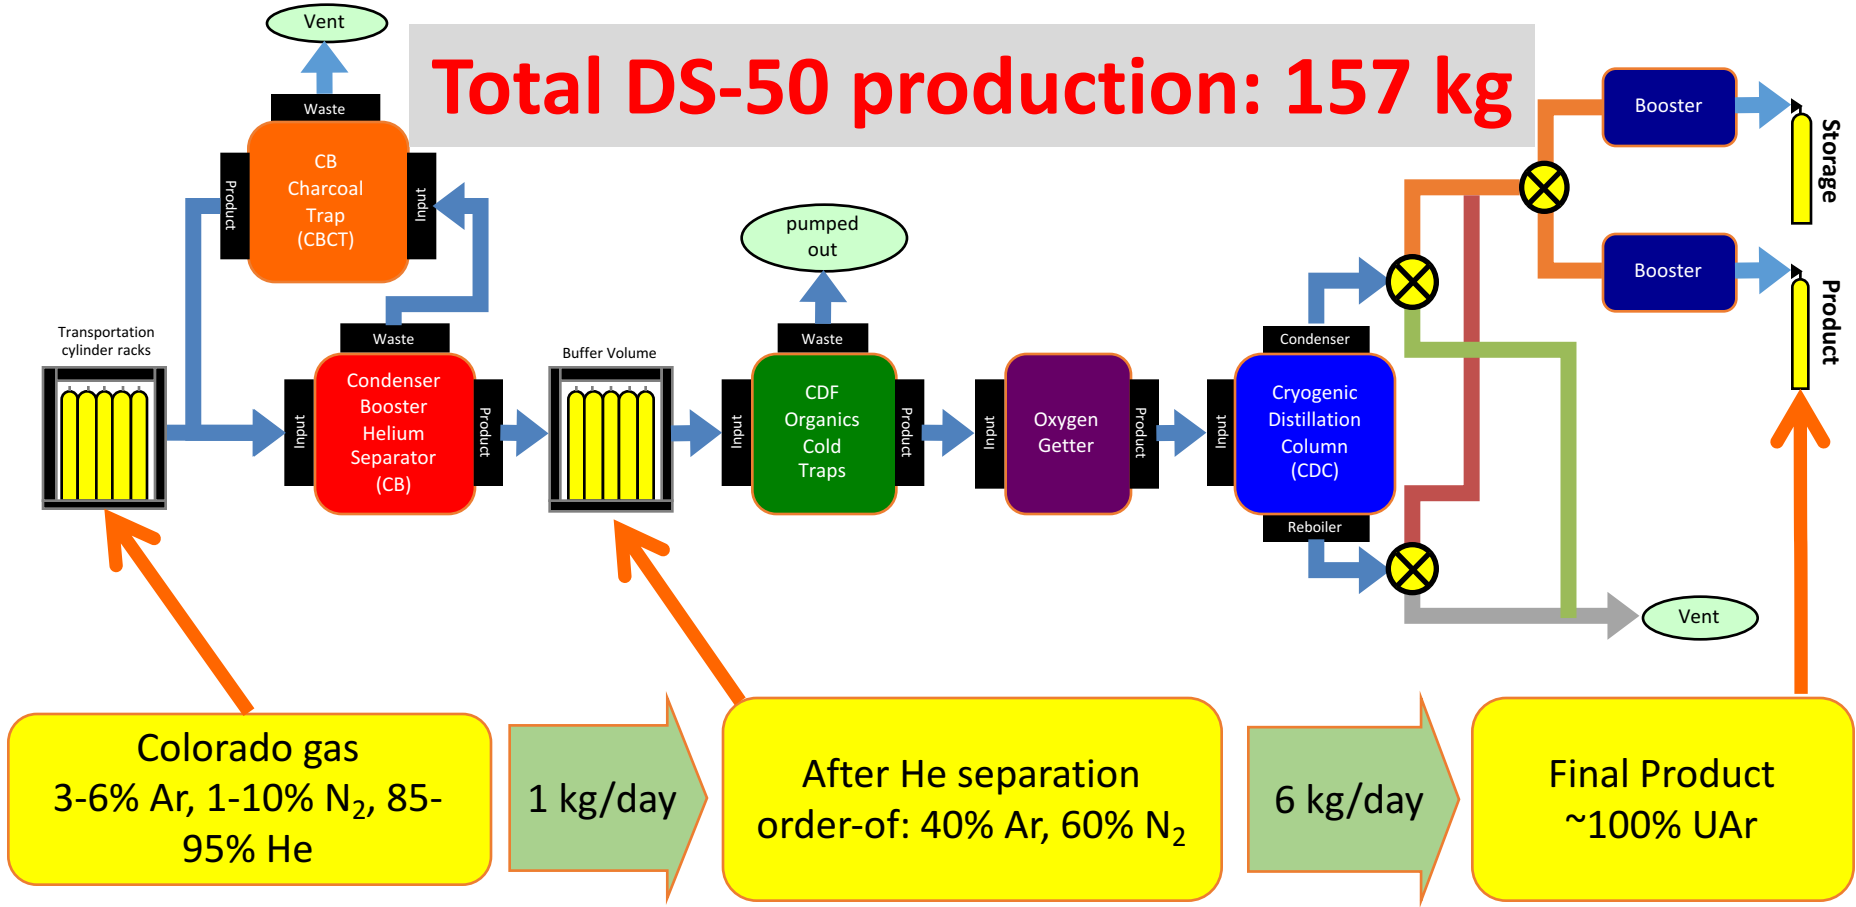 Vent
Total DS-50 production: 157 kg
Waste
CB
Charcoal
Trap
(CBCT)
Product
Input
Booster
Storage
pumped
out
Booster
Product
Transportation
cylinder racks
Waste
Condenser
Booster
Helium
Separator
(CB)
Input
Product
Buffer Volume
Waste
CDF
Organics
Cold
Traps
Input
Product
Oxygen
Getter
Input
Product
Condenser
Cryogenic
Distillation
Column
(CDC)
Input
Reboiler
Vent
Colorado gas
3-6% Ar, 1-10% N₂, 85-
95% He
1 kg/day
After He separation
order-of: 40% Ar, 60% N₂
6 kg/day
Final Product
~100% UAr